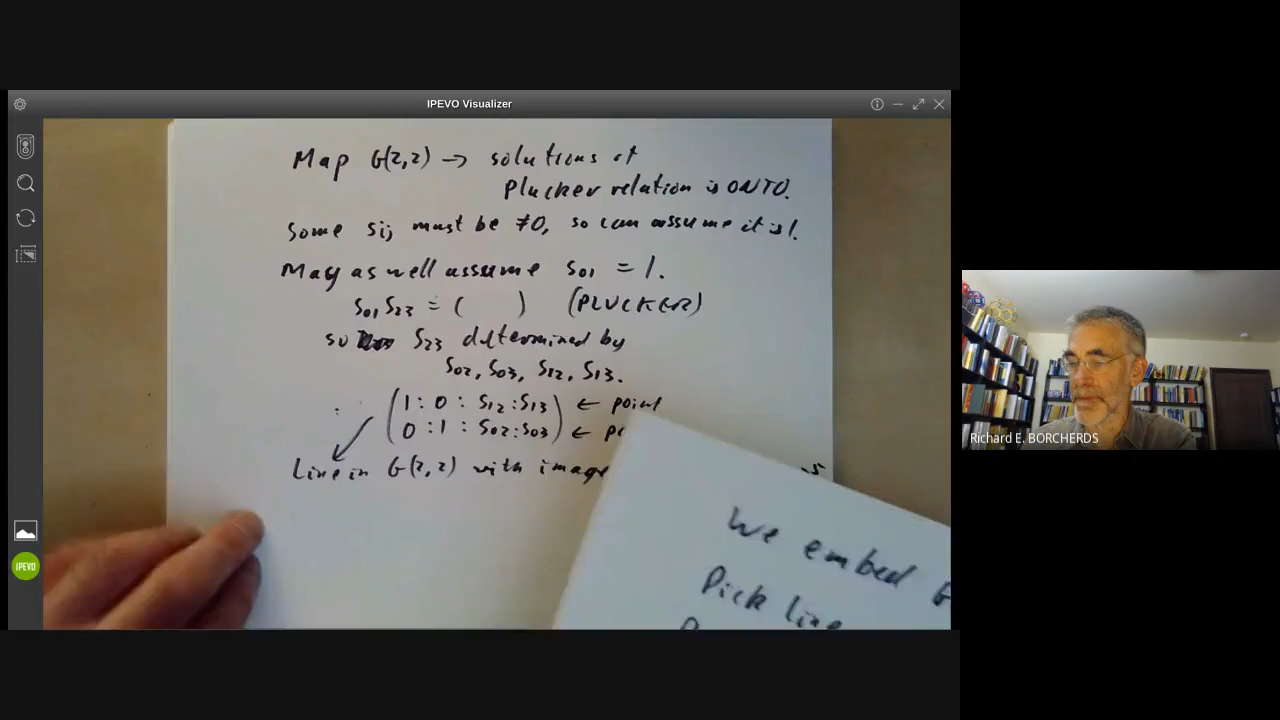 IPEVO Visualizer
Map G(2,2) → solutions of
Plucker relation is ONTO.
Some sij must be ≠0, so can assume it is 1.
May as well assume s01 = 1.
s01 s23 = ( ) (PLUCKER)
so s23 determined by
s02, s03, s12, s13.
(1 : 0 : s12 : s13) ← point
(0 : 1 : s02 : s03) ←
Line in G(2,2) with image
We embed
Pick line
IPEVO
Richard E. BORCHERDS